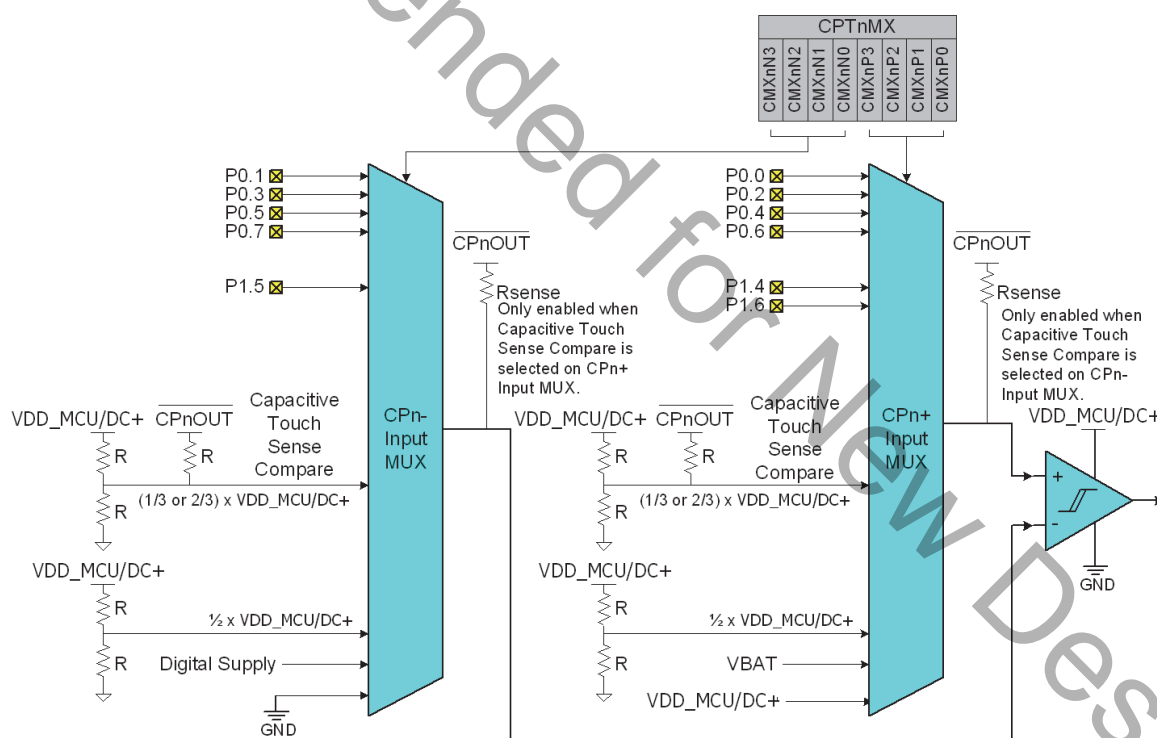 CPTnMX
CMXnN3
CMXnN2
CMXnN1
CMXnN0
CMXnP3
CMXnP2
CMXnP1
CMXnP0
P0.1
P0.3
P0.5
P0.7
P1.5
CPnOUT
Rsense
Only enabled when
Capacitive Touch
Sense Compare is
selected on CPn+
Input MUX.
VDD_MCU/DC+
CPnOUT
Capacitive
Touch
Sense
Compare
R
R
R
(1/3 or 2/3) x VDD_MCU/DC+
CPn-
Input
MUX
VDD_MCU/DC+
R
R
½ x VDD_MCU/DC+
Digital Supply
GND
P0.0
P0.2
P0.4
P0.6
P1.4
P1.6
CPnOUT
Rsense
Only enabled when
Capacitive Touch
Sense Compare is
selected on CPn-
Input MUX.
VDD_MCU/DC+
CPnOUT
Capacitive
Touch
Sense
Compare
R
R
R
(1/3 or 2/3) x VDD_MCU/DC+
CPn+
Input
MUX
VDD_MCU/DC+
R
R
½ x VDD_MCU/DC+
VBAT
VDD_MCU/DC+
VDD_MCU/DC+
+
-
GND
ended for New Des